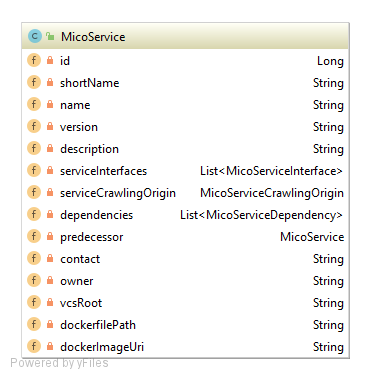 C MicoService
f id Long
f shortName String
f name String
f version String
f description String
f serviceInterfaces List<MicoServiceInterface>
f serviceCrawlingOrigin MicoServiceCrawlingOrigin
f dependencies List<MicoServiceDependency>
f predecessor MicoService
f contact String
f owner String
f vcsRoot String
f dockerfilePath String
f dockerImageUri String
Powered by yFiles